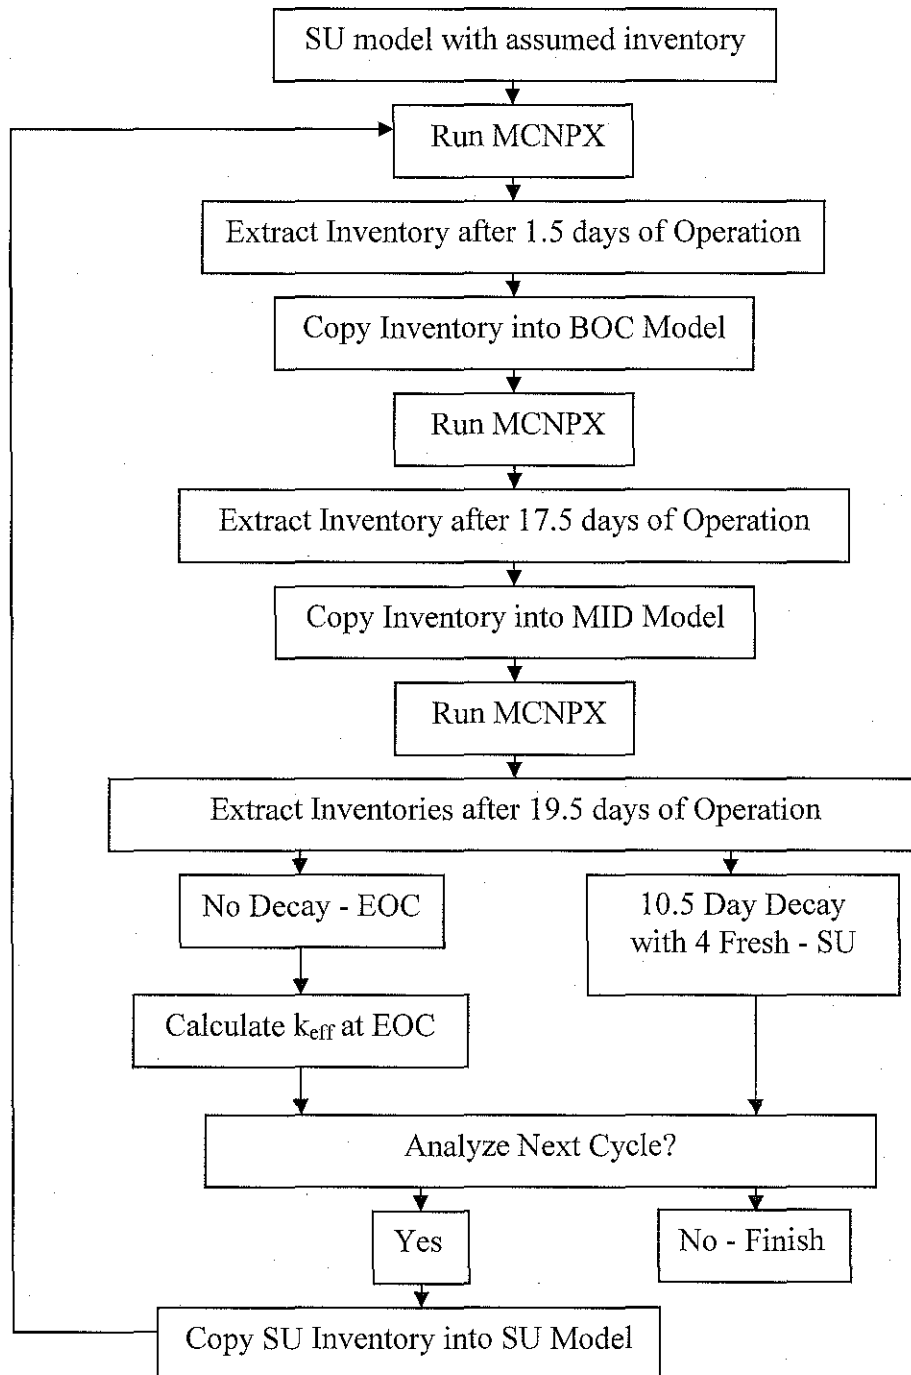 SU model with assumed inventory
Run MCNPX
Extract Inventory after 1.5 days of Operation
Copy Inventory into BOC Model
Run MCNPX
Extract Inventory after 17.5 days of Operation
Copy Inventory into MID Model
Run MCNPX
Extract Inventories after 19.5 days of Operation
No Decay - EOC
10.5 Day Decay
with 4 Fresh - SU
Calculate keff at EOC
Analyze Next Cycle?
Yes
No - Finish
Copy SU Inventory into SU Model